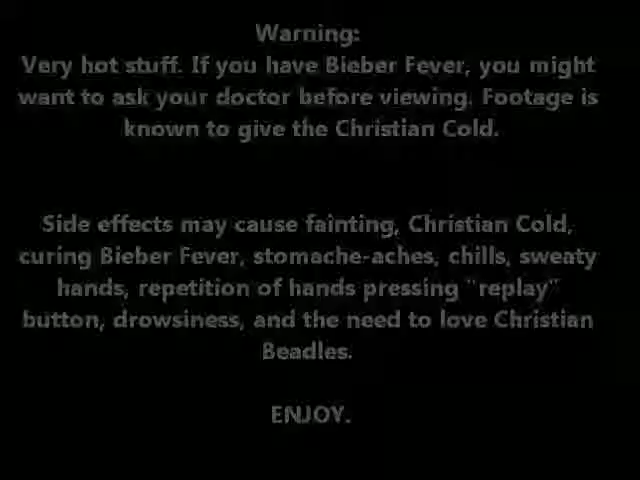 Warning:
Very hot stuff. If you have Bieber Fever, you might
want to ask your doctor before viewing. Footage is
known to give the Christian Cold.
Side effects may cause fainting, Christian Cold,
curing Bieber Fever, stomache-aches, chills, sweaty
hands, repetition of hands pressing "replay"
button, drowsiness, and the need to love Christian
Beadles.
ENJOY.